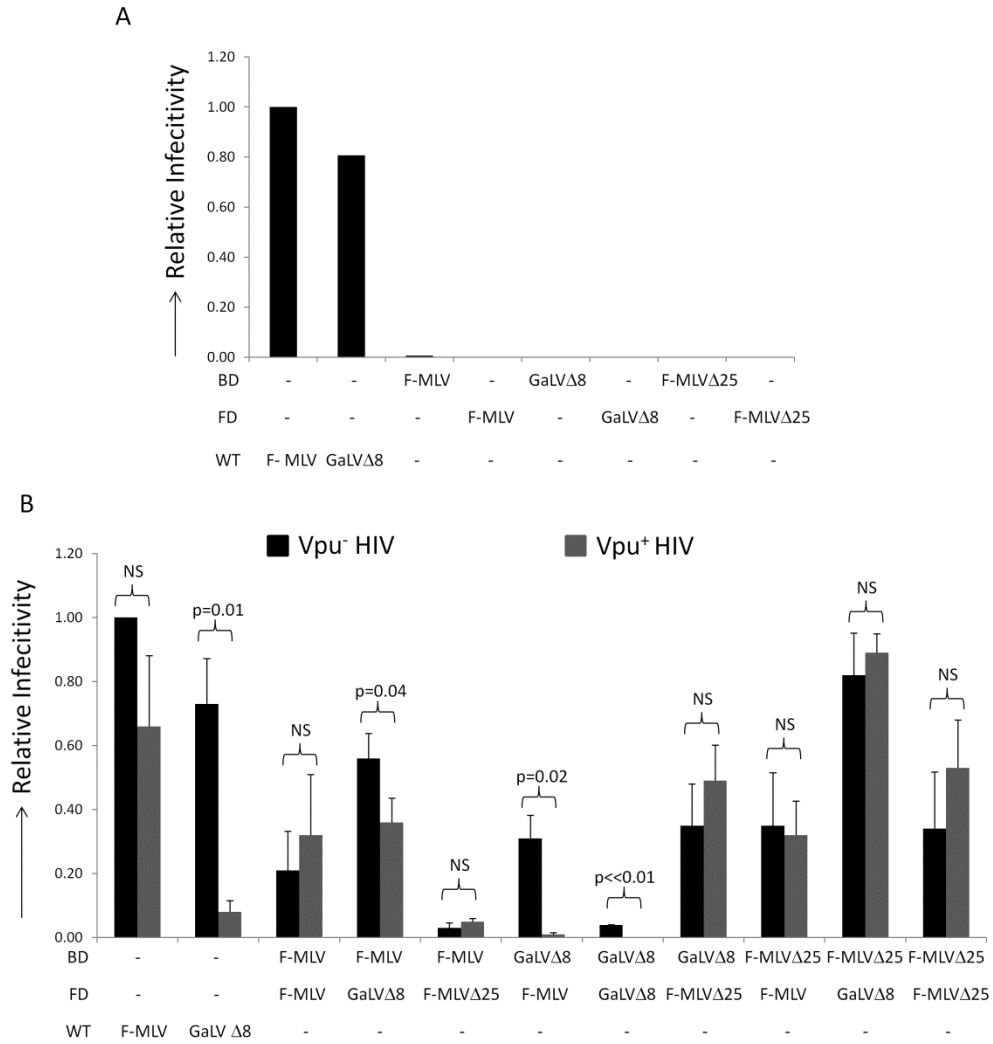 A
→ Relative Infecitivity
1.20
1.00
0.80
0.60
0.40
0.20
0.00
BD - - F-MLV - GaLVΔ8 - F-MLVΔ25 -
FD - - - F-MLV - GaLVΔ8 - F-MLVΔ25
WT F- MLV GaLVΔ8 - - - - - -
B
Vpu⁻ HIV Vpu⁺ HIV
→ Relative Infecitivity
1.20
1.00
0.80
0.60
0.40
0.20
0.00
NS p=0.01 NS p=0.04 NS p=0.02 p<<0.01 NS NS NS NS
BD - - F-MLV F-MLV F-MLV GaLVΔ8 GaLVΔ8 GaLVΔ8 F-MLVΔ25 F-MLVΔ25 F-MLVΔ25
FD - - F-MLV GaLVΔ8 F-MLVΔ25 F-MLV GaLVΔ8 F-MLVΔ25 F-MLV GaLVΔ8 F-MLVΔ25
WT F-MLV GaLV Δ8 - - - - - - - - -